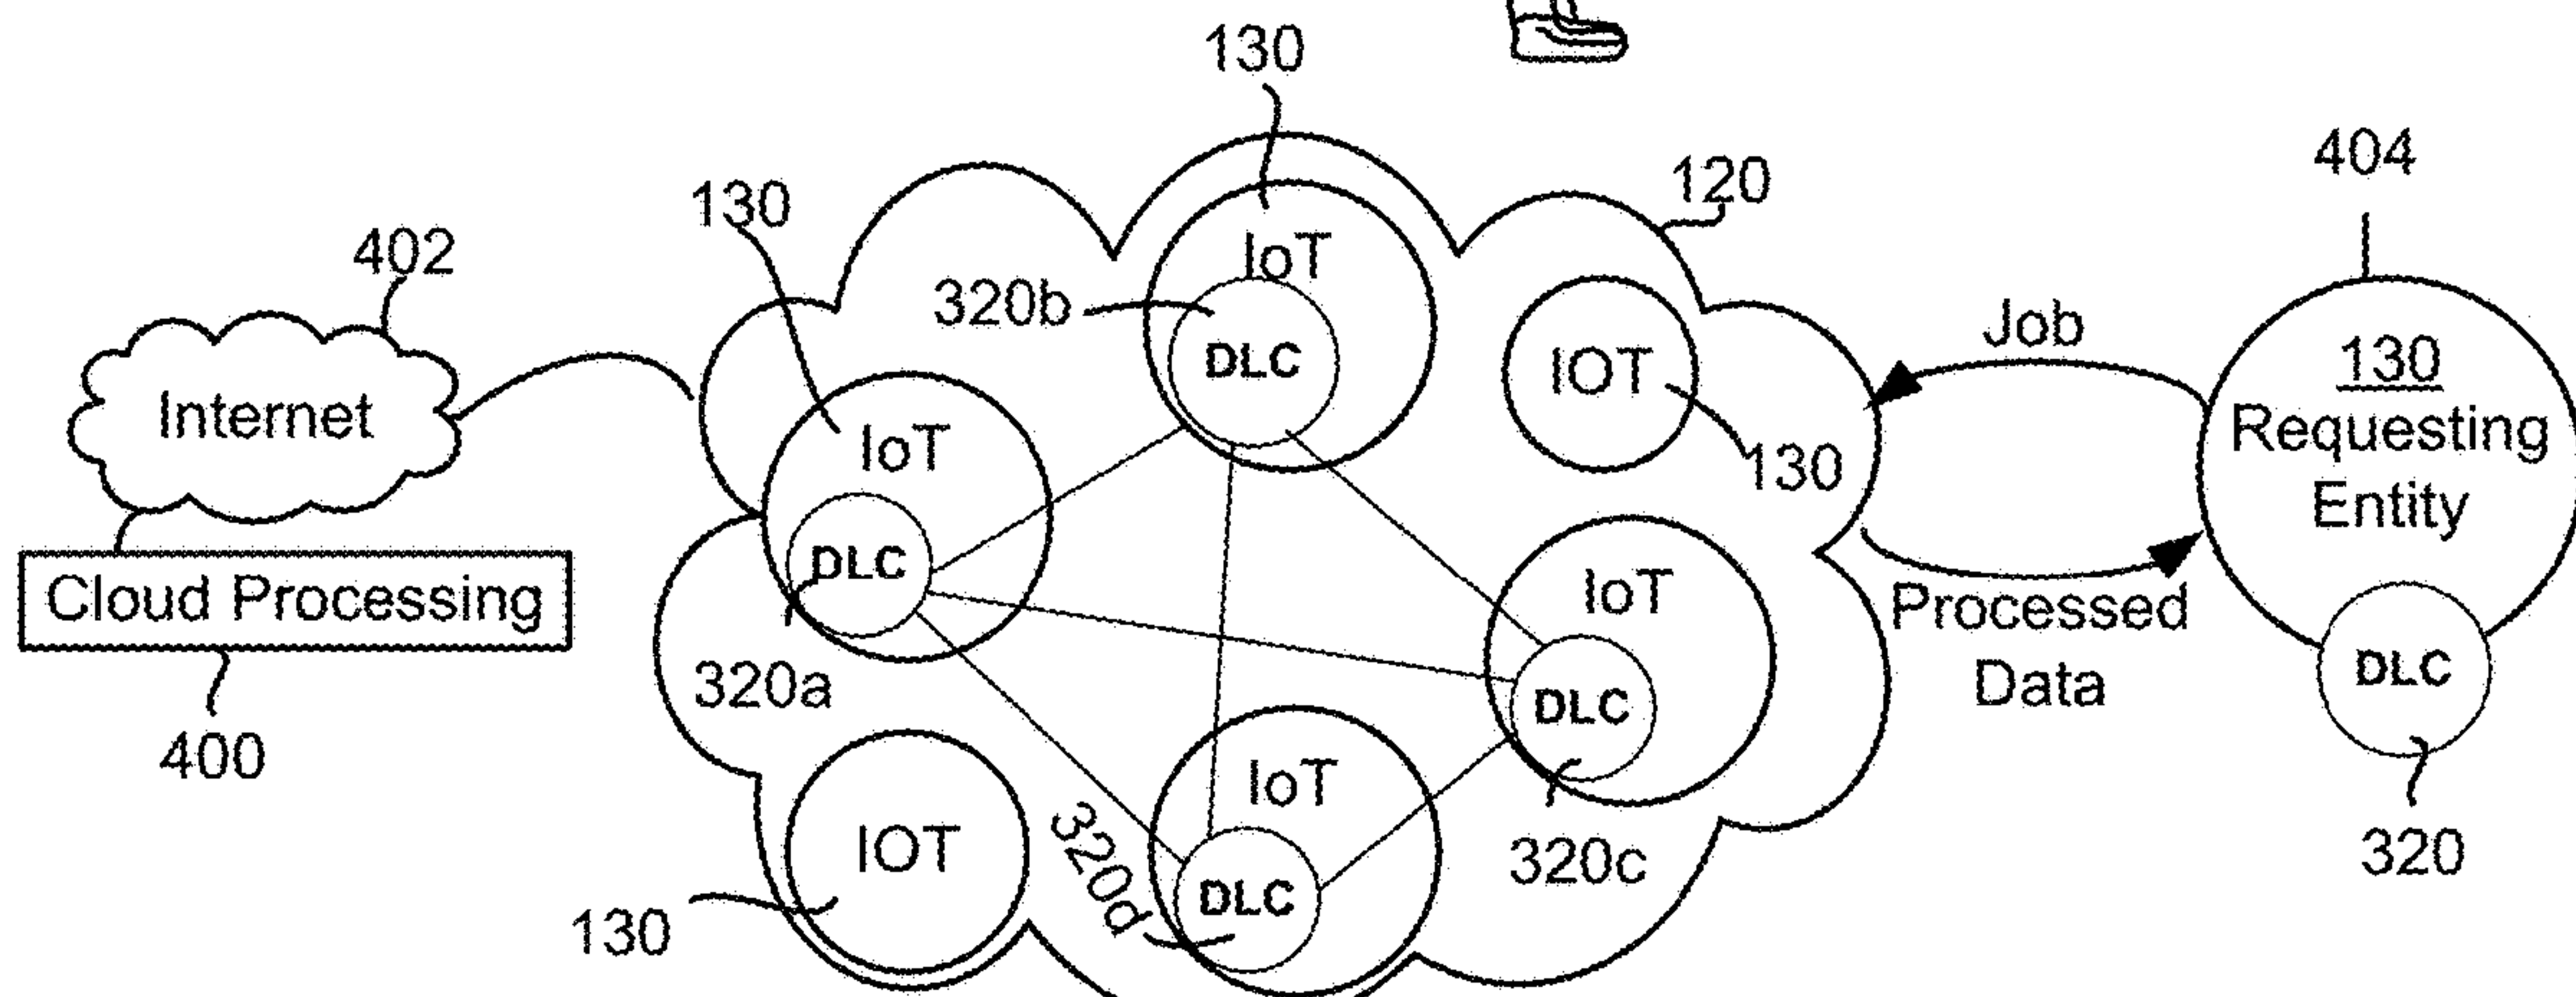 130
404
120
130
402
IoT
320b
Job
DLC
130
IOT
Internet
Requesting
IoT
130
Entity
DLC
Cloud Processing
IoT
Processed
DLC
320a
Data
DLC
400
IoT
320d
IOT
320c
320
DLC
130